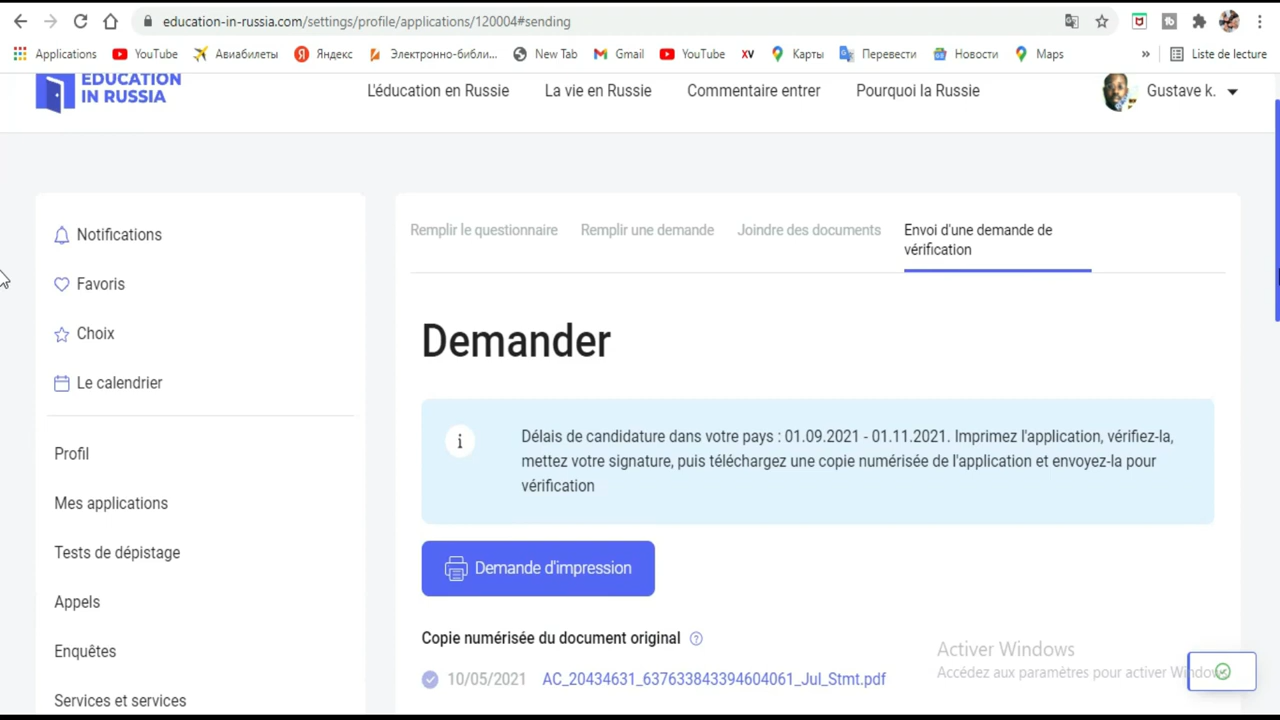 education-in-russia.com/settings/profile/applications/120004#sending
Applications YouTube Авиабилеты Яндекс Электронно-библи... New Tab Gmail YouTube XV Карты Перевести Новости Maps » Liste de lecture
EDUCATION
IN RUSSIA
L'éducation en Russie La vie en Russie Commentaire entrer Pourquoi la Russie Gustave k.
Notifications
Favoris
Choix
Le calendrier
Profil
Mes applications
Tests de dépistage
Appels
Enquêtes
Services et services
Remplir le questionnaire Remplir une demande Joindre des documents Envoi d'une demande de
vérification
Demander
Délais de candidature dans votre pays : 01.09.2021 - 01.11.2021. Imprimez l'application, vérifiez-la,
mettez votre signature, puis téléchargez une copie numérisée de l'application et envoyez-la pour
vérification
Demande d'impression
Copie numérisée du document original
10/05/2021 AC_20434631_637633843394604061_Jul_Stmt.pdf
Activer Windows
Accédez aux paramètres pour activer Windows